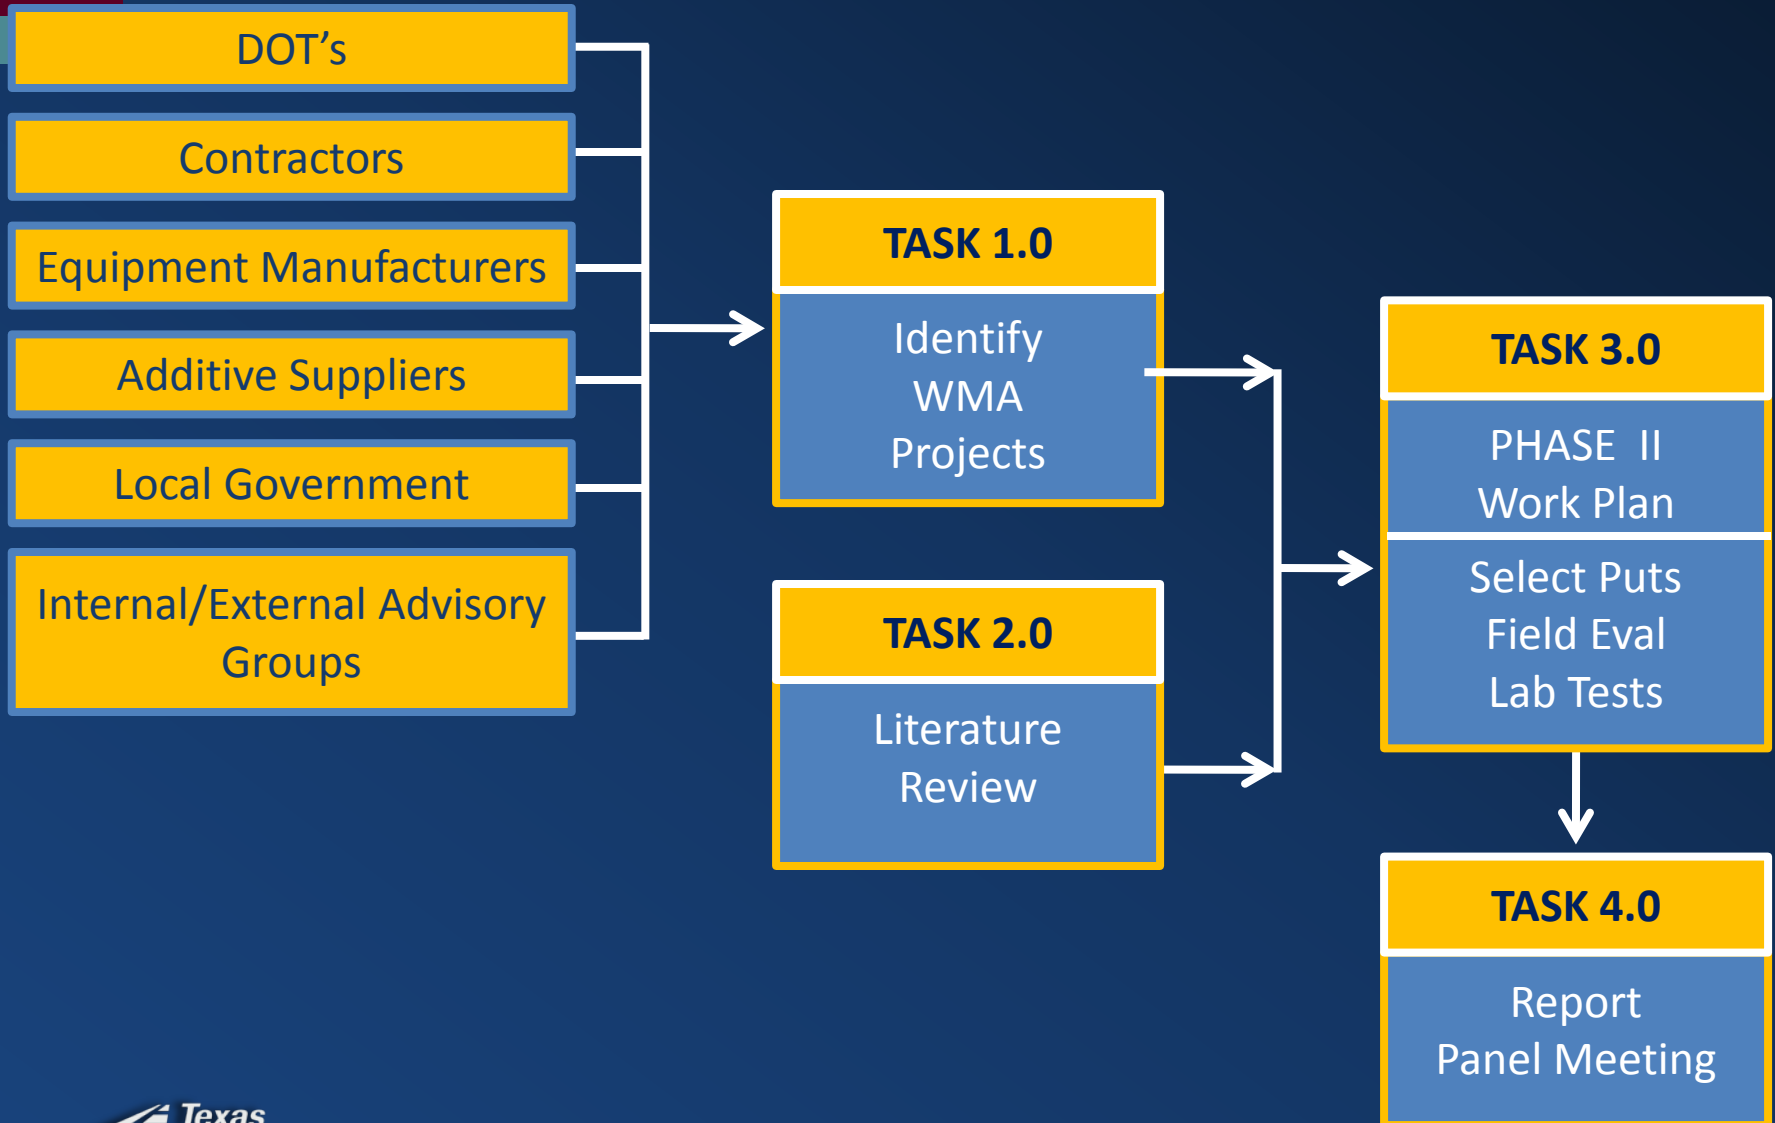 DOT's
Contractors
Equipment Manufacturers
Additive Suppliers
Local Government
Internal/External Advisory
Groups
TASK 1.0
Identify
WMA
Projects
TASK 2.0
Literature
Review
TASK 3.0
PHASE II
Work Plan
Select Puts
Field Eval
Lab Tests
TASK 4.0
Report
Panel Meeting
Texas